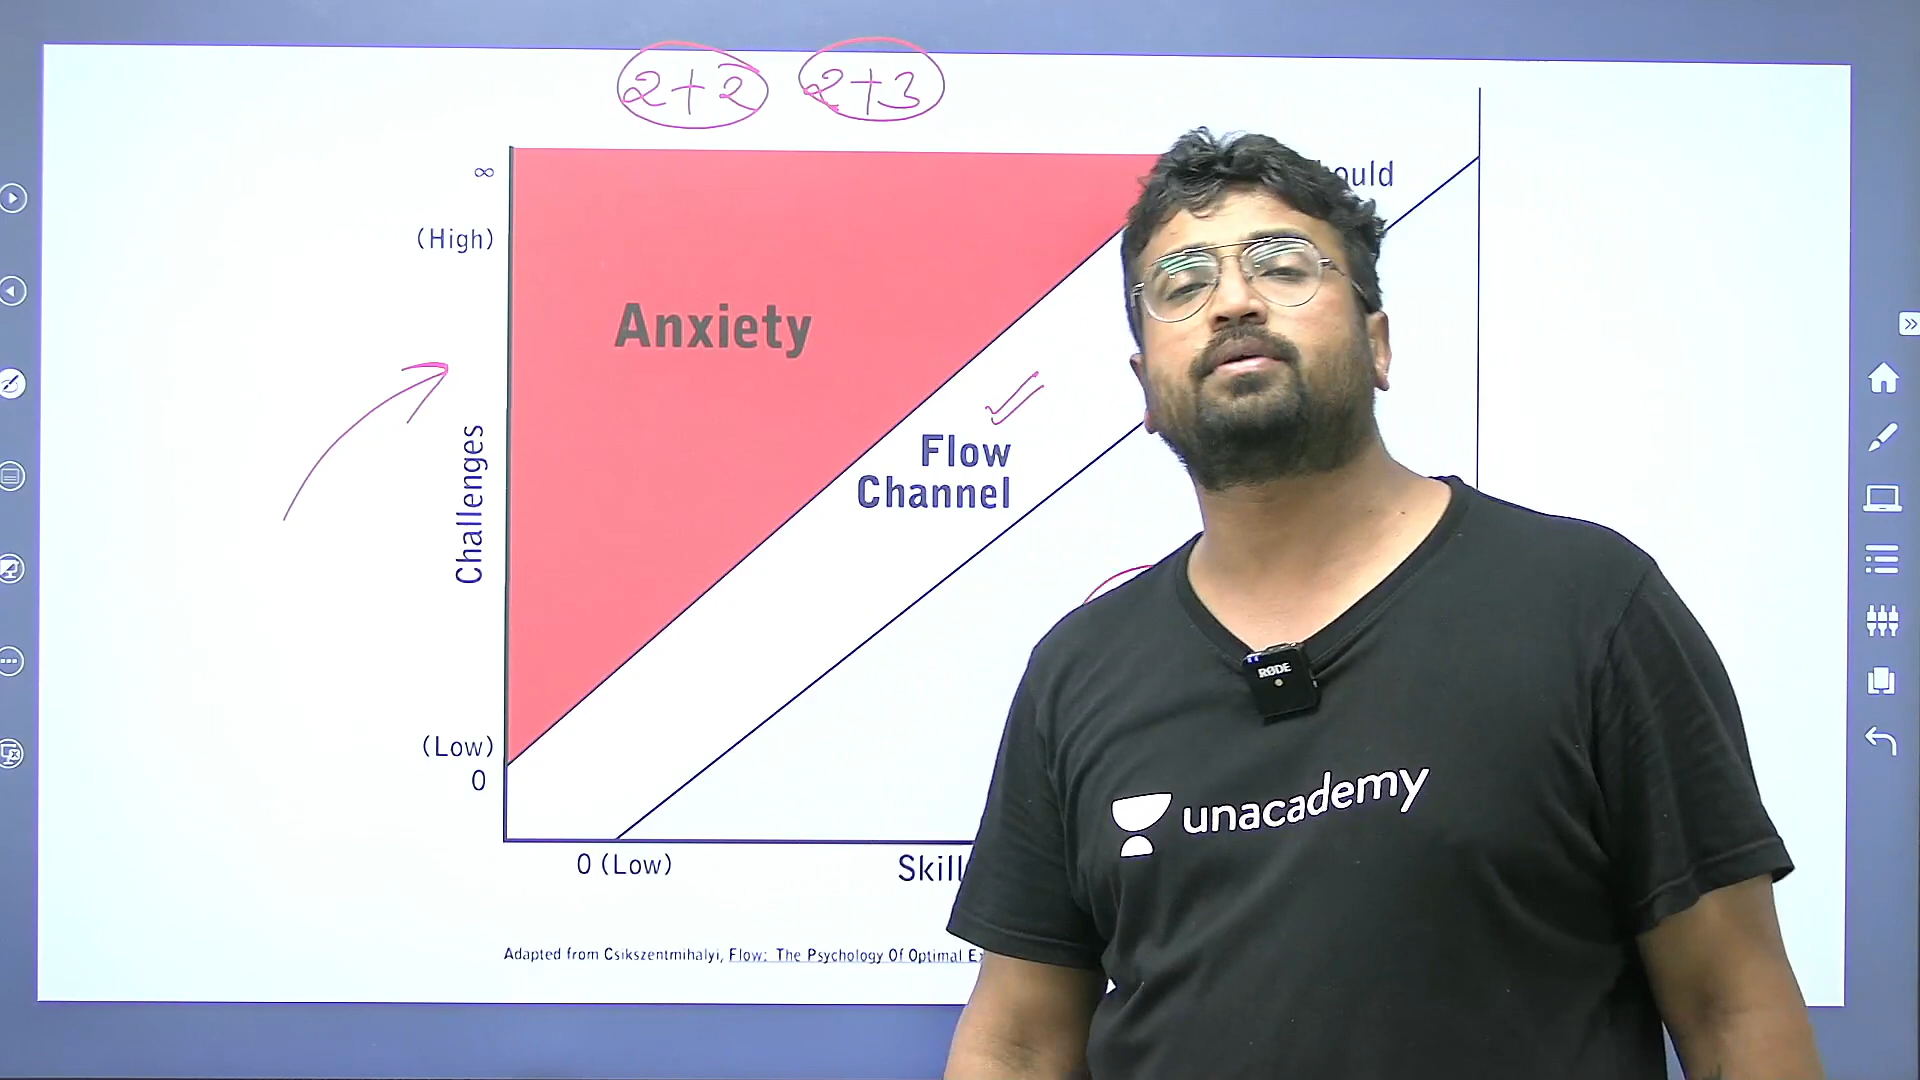 2+2 2+3
∞
(High)
Anxiety
Challenges
Flow
Channel
(Low)
0
0 (Low)
Skill
Adapted from Csikszentmihalyi, Flow: The Psychology Of Optimal
RØDE
unacademy